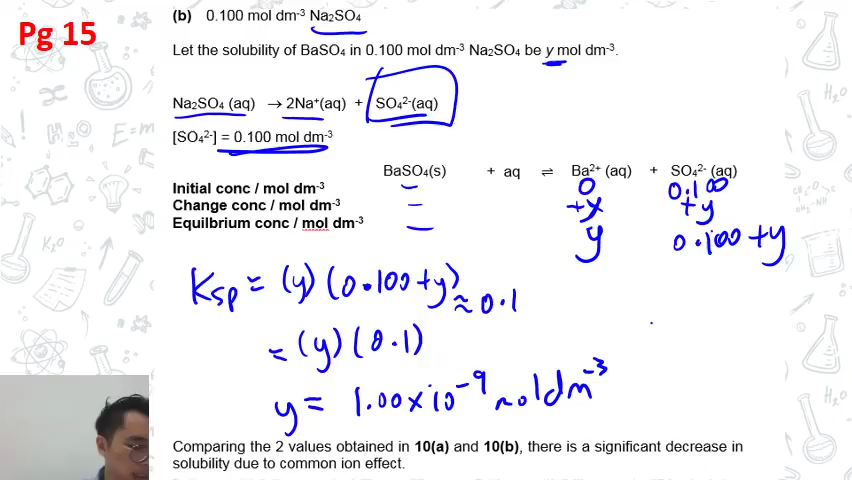 Pg 15
(b) 0.100 mol dm⁻³ Na₂SO₄
Let the solubility of BaSO₄ in 0.100 mol dm⁻³ Na₂SO₄ be y mol dm⁻³.
Na₂SO₄ (aq) → 2Na⁺(aq) + SO₄²⁻(aq)
[SO₄²⁻] = 0.100 mol dm⁻³
BaSO₄(s) + aq ⇌ Ba²⁺ (aq) + SO₄²⁻ (aq)
Initial conc / mol dm⁻³ – 0 0.100
Change conc / mol dm⁻³ – +x +y
Equilbrium conc / mol dm⁻³ – y 0.100 + y
Ksp = (y) (0.100 + y) ≈ 0.1
= (y) (0.1)
y = 1.00 × 10⁻⁹ mol dm⁻³
Comparing the 2 values obtained in 10(a) and 10(b), there is a significant decrease in
solubility due to common ion effect.